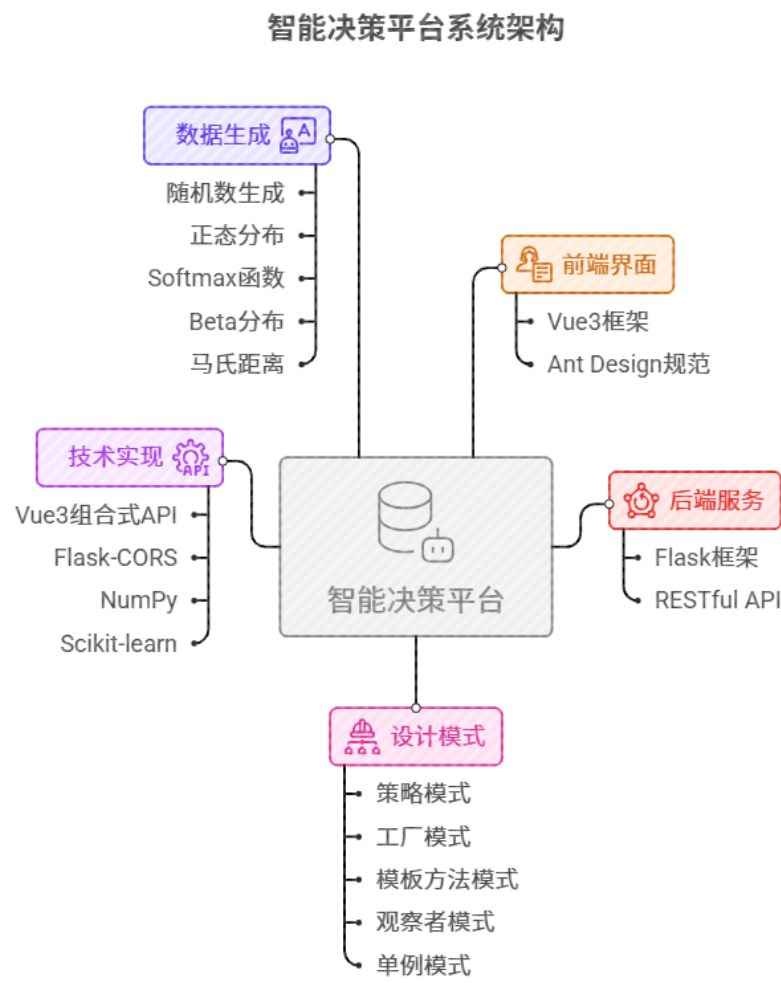 智能决策平台系统架构
数据生成
A
随机数生成
正态分布
Softmax函数
Beta分布
马氏距离
前端界面
Vue3框架
Ant Design规范
技术实现
API
Vue3组合式API
Flask-CORS
NumPy
Scikit-learn
智能决策平台
后端服务
Flask框架
RESTful API
设计模式
策略模式
工厂模式
模板方法模式
观察者模式
单例模式